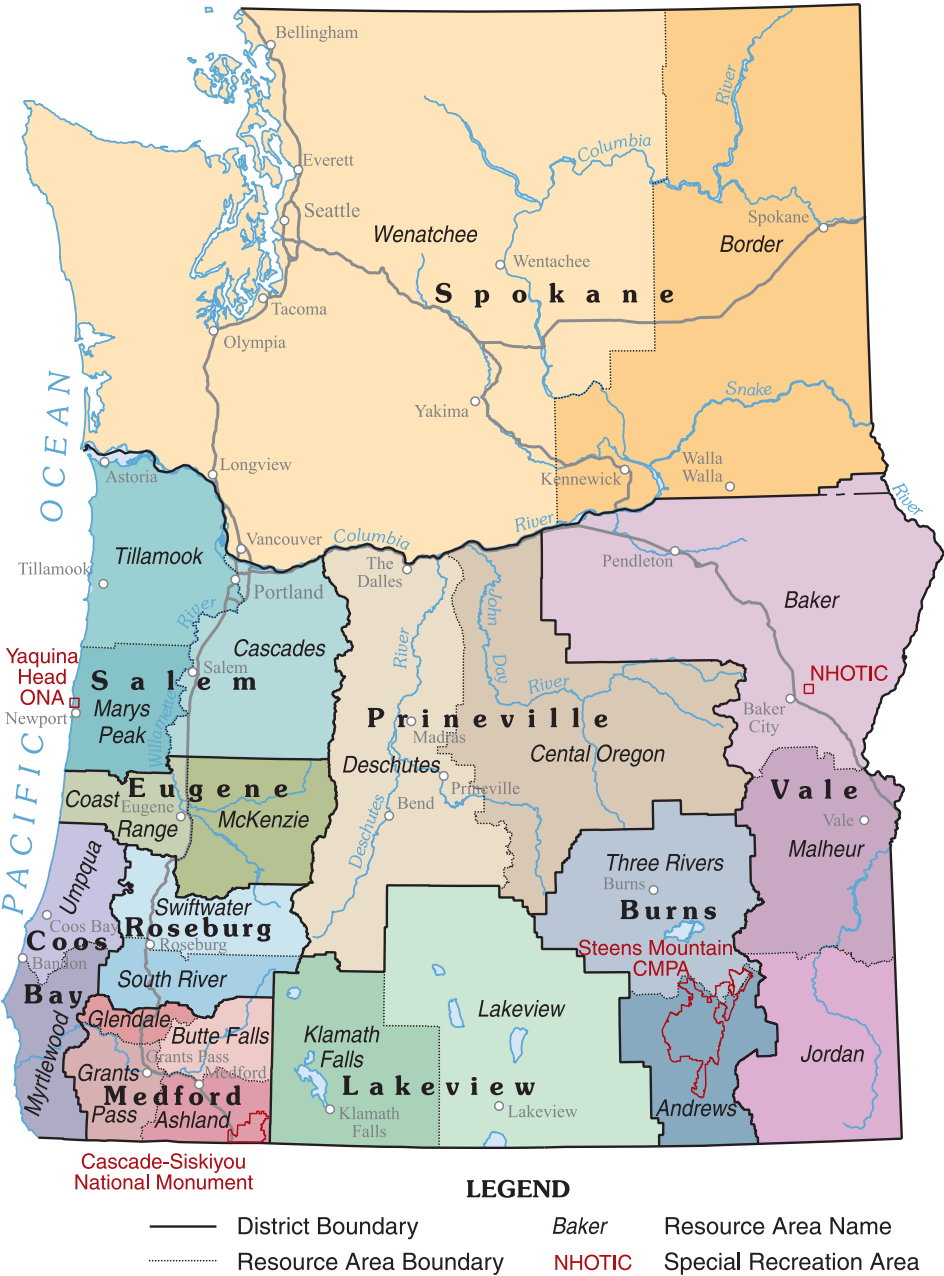 Bellingham
Everett
Seattle
Tacoma
Olympia
Wenatchee
Columbia
River
Wentachee
Spokane
Border
Spokane
OCEAN
Yakima
Snake
Astoria
Longview
Kennewick
Walla
Walla
River
Vancouver
Columbia
River
Tillamook
Tillamook
River
Portland
The
Dalles
Pendleton
Baker
Cascades
River
John
Day
River
Yaquina
Head
ONA
Newport
Salem
Salem
Marys
Peak
Willamette
NHOTIC
Baker
City
Prineville
Madras
Deschutes
Cental Oregon
PACIFIC
Eugene
Coast
Range
Eugene
McKenzie
Deschutes
Bend
Prineville
Vale
Vale
Malheur
Umpqua
Coos Bay
Coos
Bay
Bandon
Swiftwater
Roseburg
Roseburg
South River
Three Rivers
Burns
Burns
Steens Mountain
CMPA
Myrtlewood
Glendale
Butte Falls
Grants Pass
Medford
Grants
Pass
Medford
Ashland
Klamath
Falls
Lakeview
Lakeview
Klamath
Falls
Lakeview
Andrews
Jordan
Cascade-Siskiyou
National Monument
LEGEND
District Boundary
Baker
Resource Area Name
Resource Area Boundary
NHOTIC
Special Recreation Area